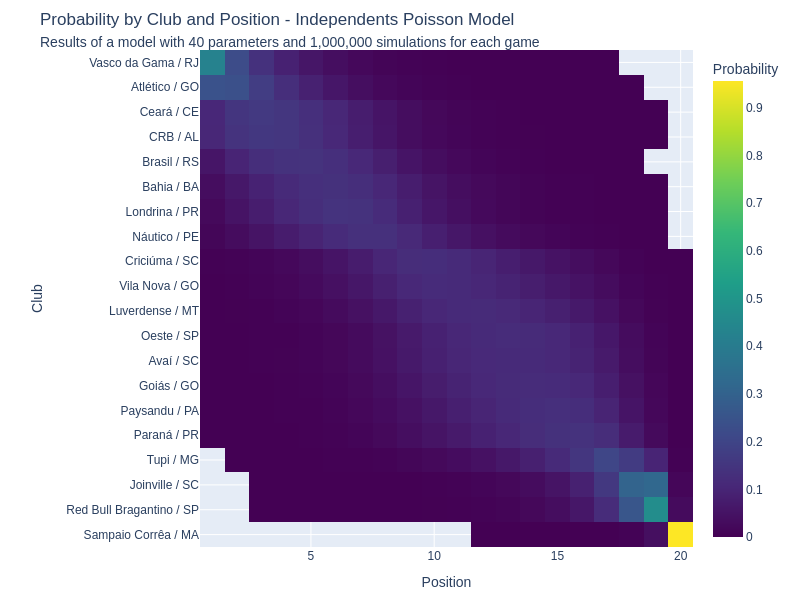 Probability by Club and Position - Independents Poisson Model
Results of a model with 40 parameters and 1,000,000 simulations for each game
Probability
Club
Vasco da Gama / RJ
Atlético / GO
Ceará / CE
CRB / AL
Brasil / RS
Bahia / BA
Londrina / PR
Náutico / PE
Criciúma / SC
Vila Nova / GO
Luverdense / MT
Oeste / SP
Avaí / SC
Goiás / GO
Paysandu / PA
Paraná / PR
Tupi / MG
Joinville / SC
Red Bull Bragantino / SP
Sampaio Corrêa / MA
5 10 15 20
Position
0.9
0.8
0.7
0.6
0.5
0.4
0.3
0.2
0.1
0